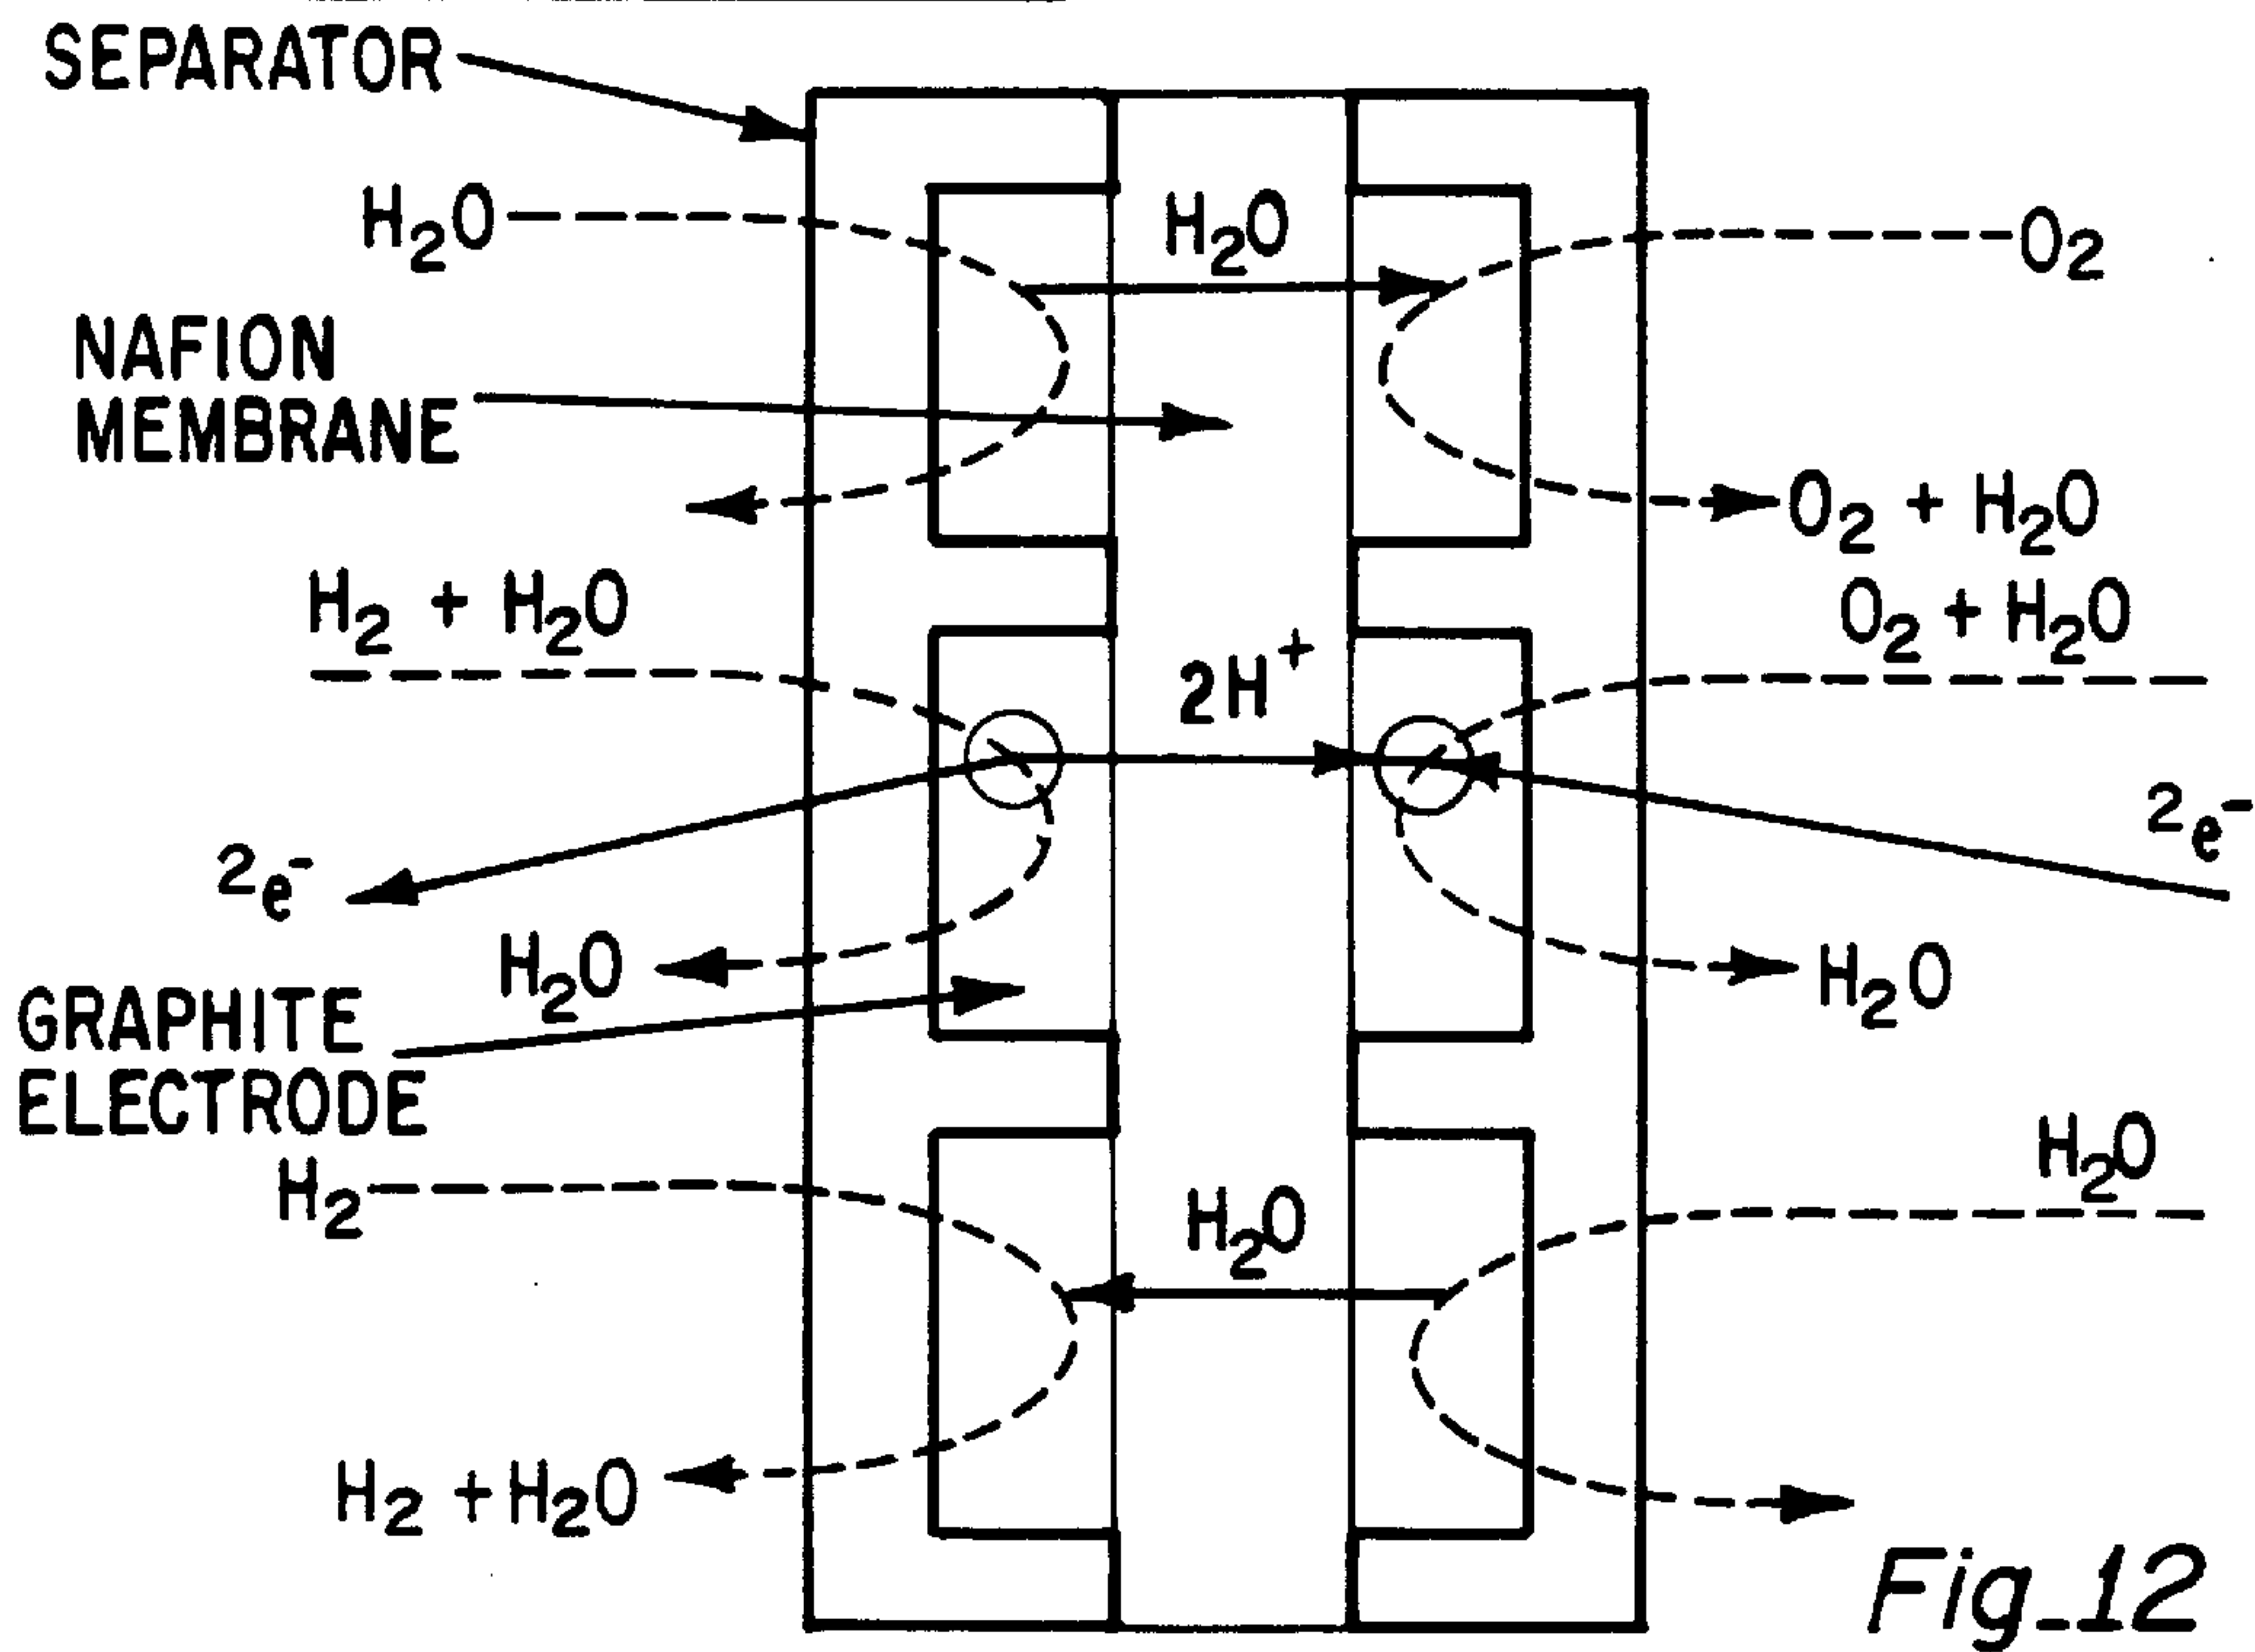 SEPARATOR
H2O
H2O
O2
NAFION
MEMBRANE
O2 + H2O
H2 + H2O
O2 + H2O
2H+
2e-
2e-
H2O
H2O
GRAPHITE
ELECTRODE
H2
H2O
H2O
H2 + H2O
Fig_12